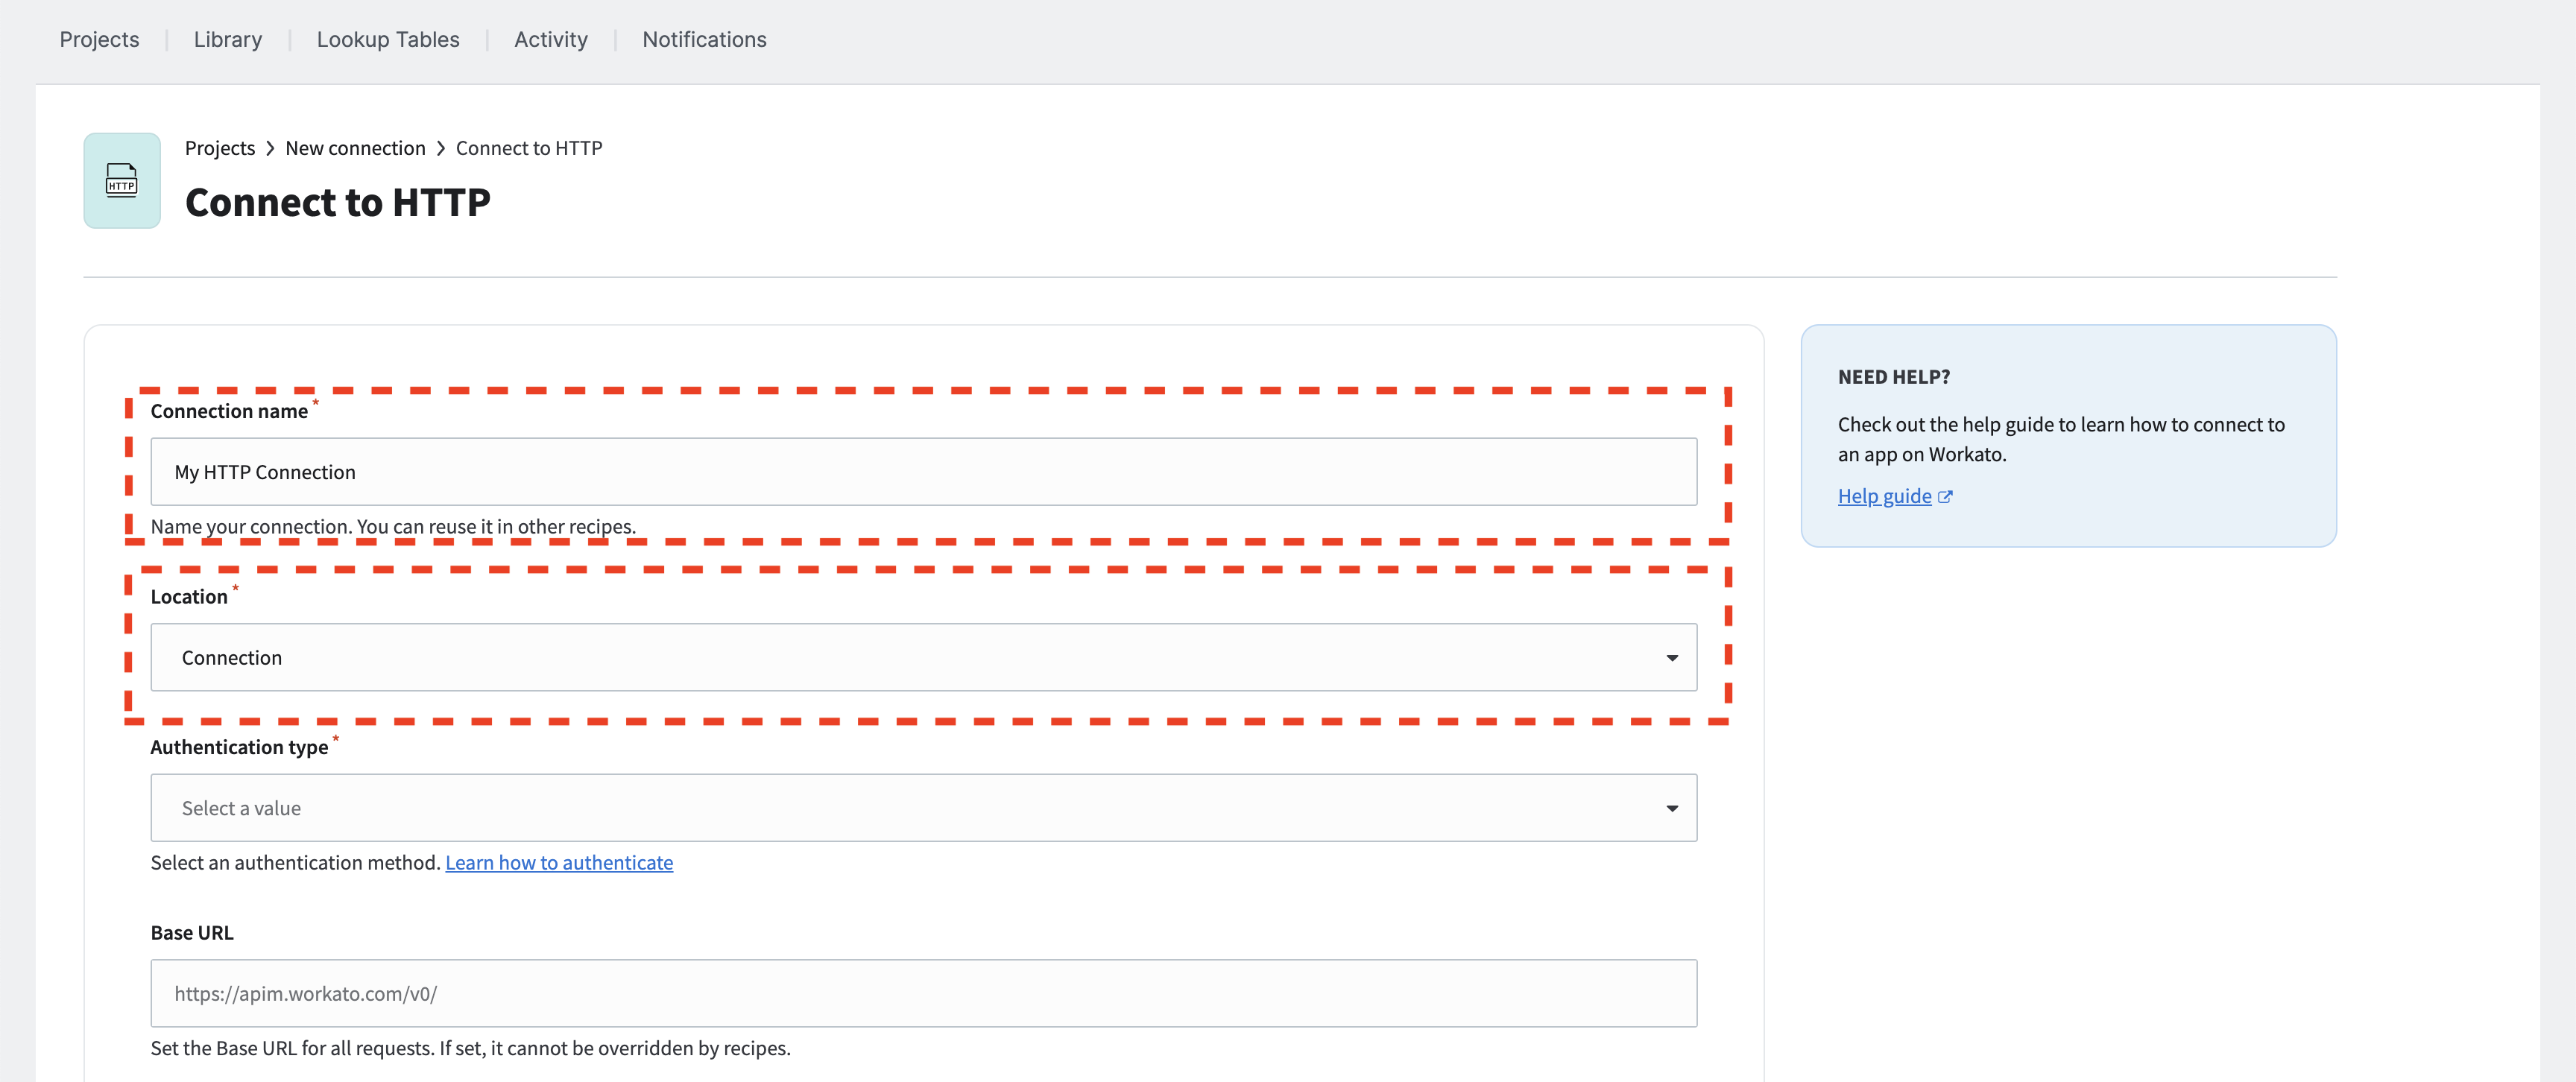 Projects | Library | Lookup Tables | Activity | Notifications
HTTP
Projects > New connection > Connect to HTTP
Connect to HTTP
Connection name *
My HTTP Connection
Name your connection. You can reuse it in other recipes.
Location *
Connection
Authentication type *
Select a value
Select an authentication method. Learn how to authenticate
Base URL
https://apim.workato.com/v0/
Set the Base URL for all requests. If set, it cannot be overridden by recipes.
NEED HELP?
Check out the help guide to learn how to connect to
an app on Workato.
Help guide